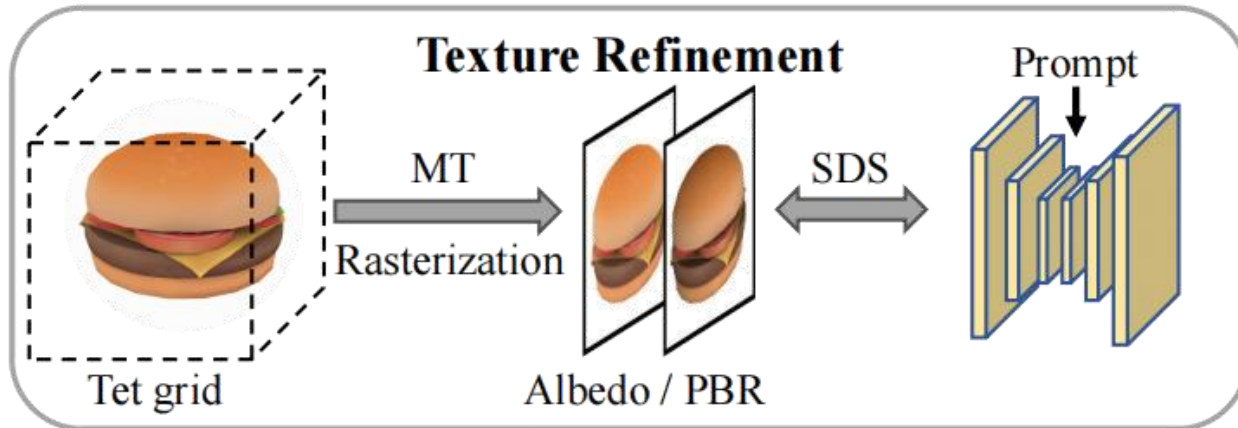 Texture Refinement
Prompt
MT
SDS
Rasterization
Tet grid
Albedo / PBR